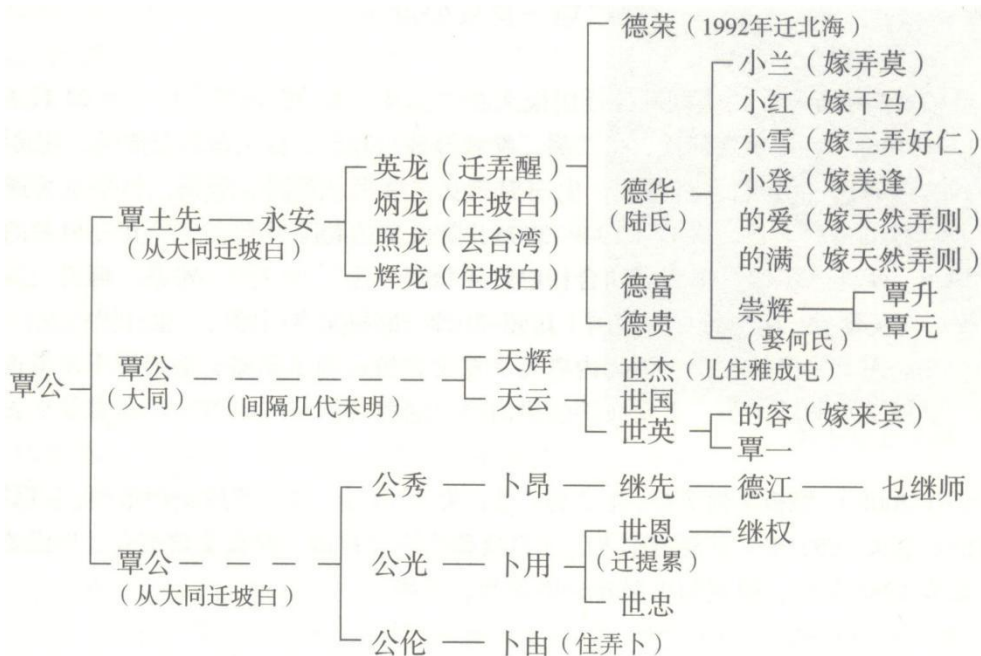 德荣（1992年迁北海）
小兰（嫁弄莫）
小红（嫁干马）
小雪（嫁三弄好仁）
英龙（迁弄醒）
德华
小登（嫁美逢）
覃士先
永安
炳龙（住坡白）
（陆氏）
的爱（嫁天然弄则）
（从大同迁坡白）
照龙（去台湾）
的满（嫁天然弄则）
辉龙（住坡白）
德富
崇辉
覃升
德贵
（娶何氏）
覃元
覃公
覃公
天辉
世杰（儿住雅成屯）
（大同）
（间隔几代未明）
天云
世国
的容（嫁来宾）
世英
覃一
公秀
卜昂
继先
德江
乜继师
世恩
继权
覃公
公光
卜用
（迁提累）
（从大同迁坡白）
世忠
公伦
卜由（住弄卜）